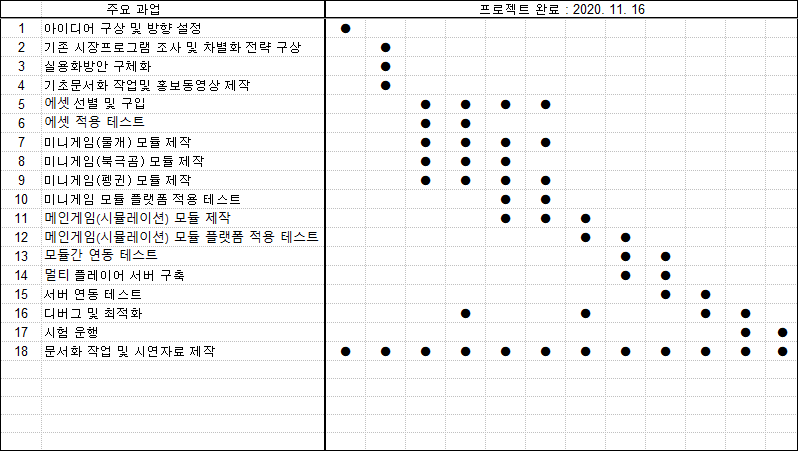 주요 과업 프로젝트 완료 : 2020. 11. 16
1 아이디어 구상 및 방향 설정 ●
2 기존 시장프로그램 조사 및 차별화 전략 구상 ●
3 실용화방안 구체화 ●
4 기초문서화 작업및 홍보동영상 제작 ●
5 에셋 선별 및 구입 ● ● ● ●
6 에셋 적용 테스트 ● ●
7 미니게임(물개) 모듈 제작 ● ● ● ●
8 미니게임(북극곰) 모듈 제작 ● ● ●
9 미니게임(펭귄) 모듈 제작 ● ● ● ●
10 미니게임 모듈 플랫폼 적용 테스트 ● ●
11 메인게임(시뮬레이션) 모듈 제작 ● ● ●
12 메인게임(시뮬레이션) 모듈 플랫폼 적용 테스트 ● ●
13 모듈간 연동 테스트 ● ●
14 멀티 플레이어 서버 구축 ● ●
15 서버 연동 테스트 ● ●
16 디버그 및 최적화 ● ● ● ●
17 시험 운행 ● ●
18 문서화 작업 및 시연자료 제작 ● ● ● ● ● ● ● ● ● ● ● ●